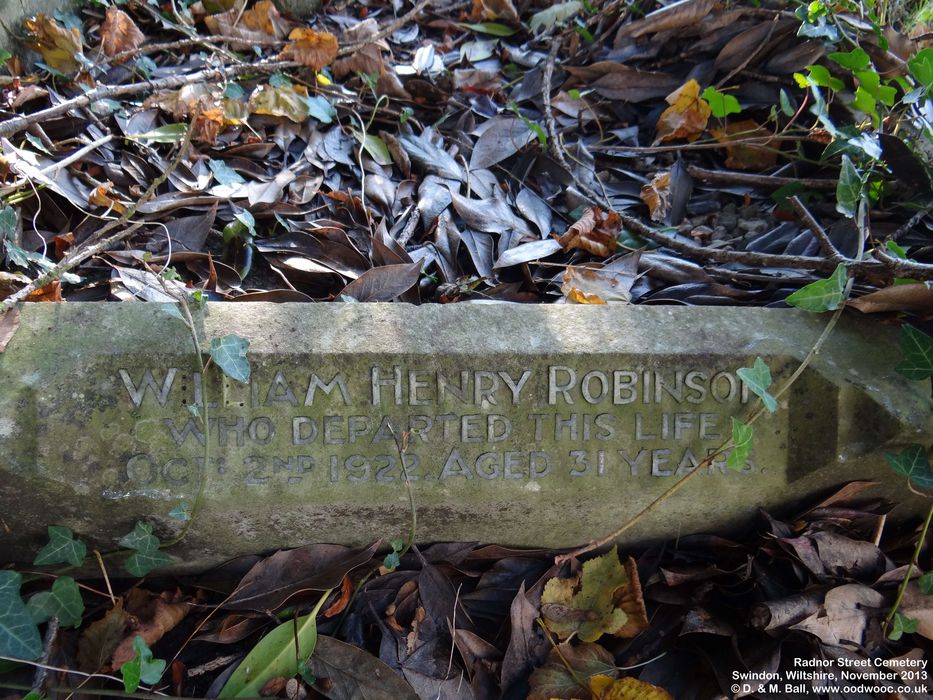 William Henry Robinson
WHO DEPARTED THIS LIFE
OCT. 2ND 1922. AGED 31 YEARS.
Radnor Street Cemetery
Swindon, Wiltshire, November 2013
© D. & M. Ball, www.oodwooc.co.uk